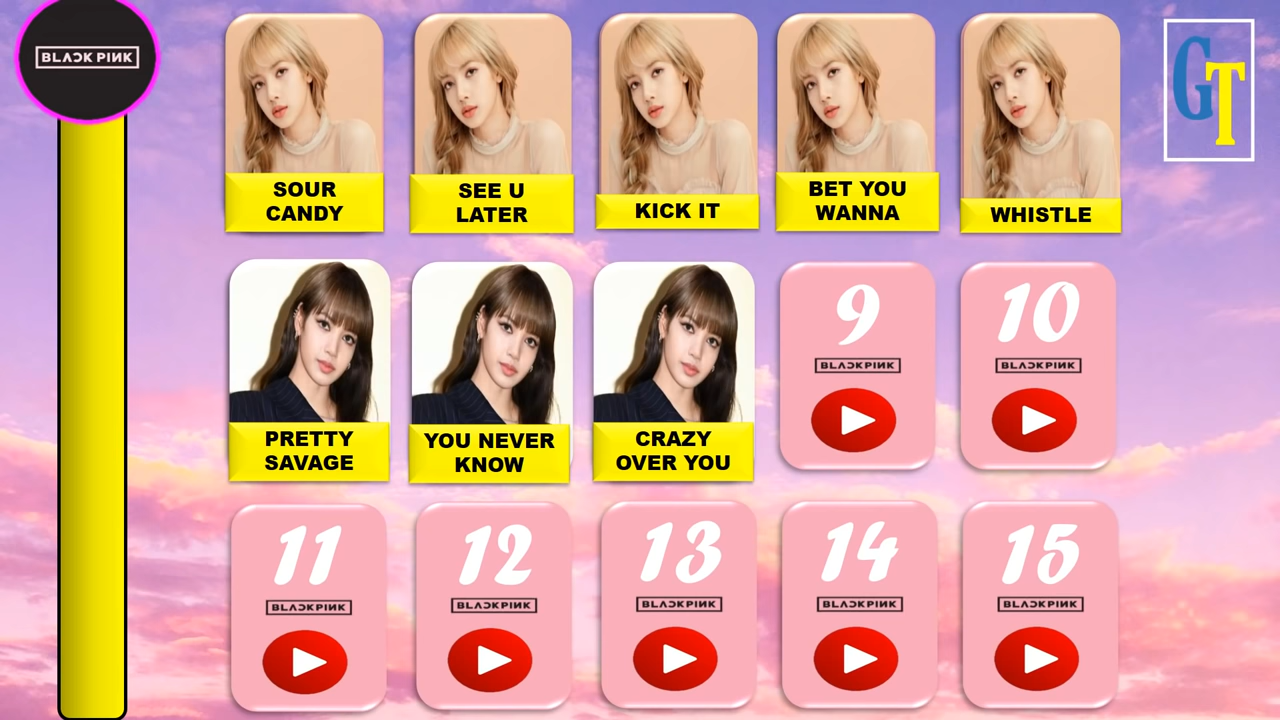 BLACKPINK
GT
SOUR
CANDY
SEE U
LATER
KICK IT
BET YOU
WANNA
WHISTLE
PRETTY
SAVAGE
YOU NEVER
KNOW
CRAZY
OVER YOU
9
BLACKPINK
10
BLACKPINK
11
BLACKPINK
12
BLACKPINK
13
BLACKPINK
14
BLACKPINK
15
BLACKPINK